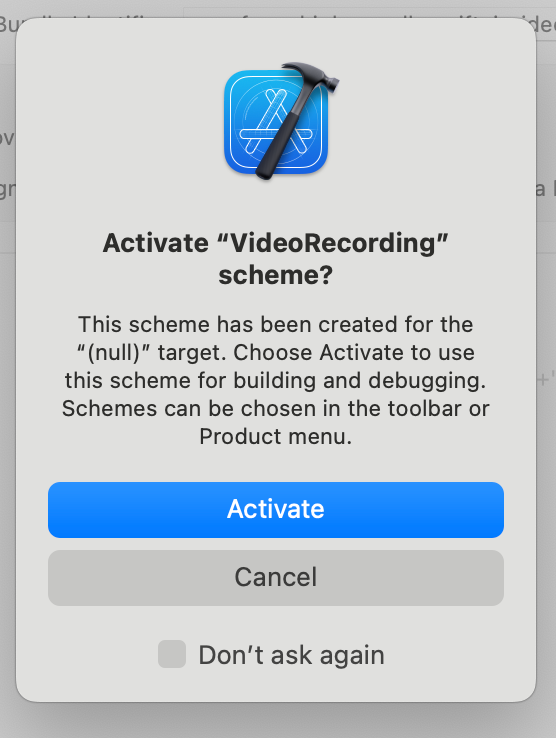 Activate “VideoRecording”
scheme?
This scheme has been created for the
“(null)” target. Choose Activate to use
this scheme for building and debugging.
Schemes can be chosen in the toolbar or
Product menu.
Activate
Cancel
Don’t ask again